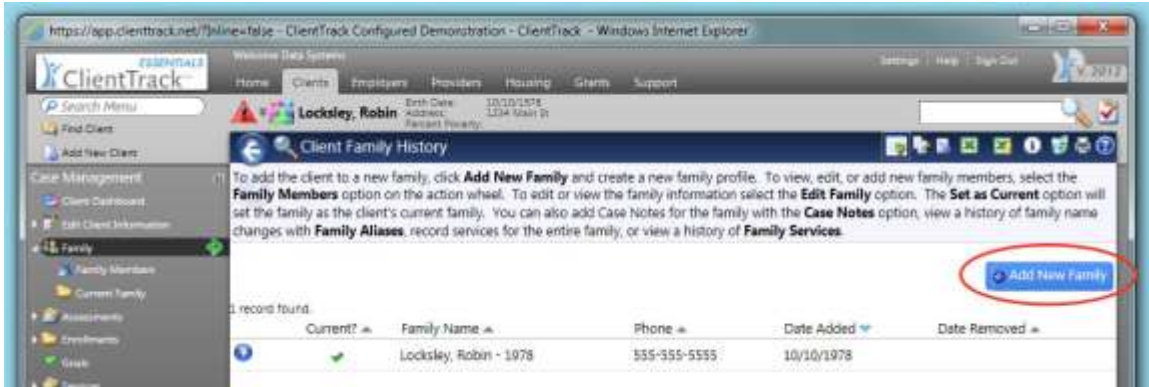 https://app.clienttrack.net/?Inline=false - ClientTrack Configured Demonstration - ClientTrack - Windows Internet Explorer
ESSENTIALS
ClientTrack
Welcome Data Systems
Settings | Help | Sign Out
v. 2012
Home Clients Employers Providers Housing Grants Support
Search Menu
Find Client
Add New Client
Locksley, Robin
Birth Date: 10/10/1978
Address: 1234 Main St
Percent Poverty:
Client Family History
Case Management
Client Dashboard
Edit Client Information
Family
Family Members
Current Family
Assessments
Enrollments
Goals
Services
To add the client to a new family, click Add New Family and create a new family profile. To view, edit, or add new family members, select the
Family Members option on the action wheel. To edit or view the family information select the Edit Family option. The Set as Current option will
set the family as the client's current family. You can also add Case Notes for the family with the Case Notes option, view a history of family name
changes with Family Aliases, record services for the entire family, or view a history of Family Services.
Add New Family
1 record found.
Current? Family Name Phone Date Added Date Removed
Locksley, Robin - 1978 555-555-5555 10/10/1978